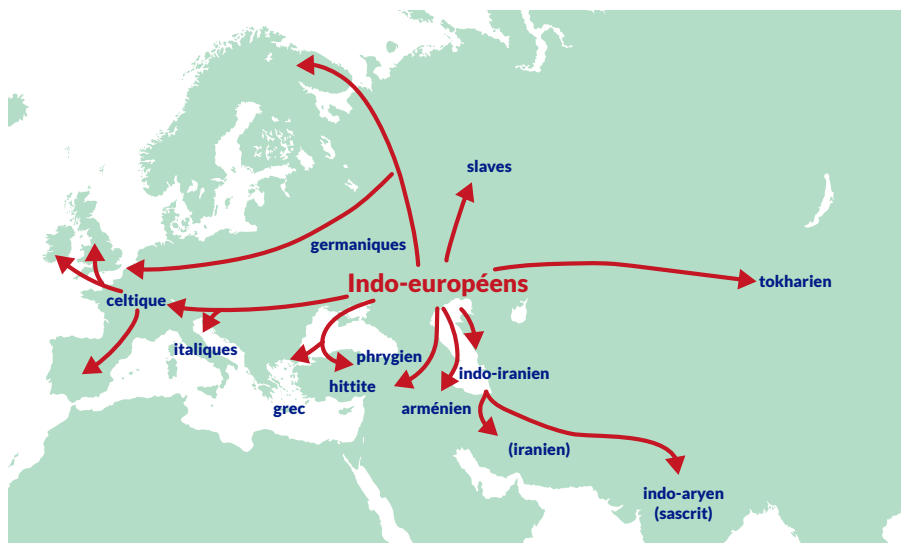 slaves
germaniques
Indo-européens
tokharien
celtique
italiques
phrygien
indo-iranien
hittite
grec
arménien
(iranien)
indo-aryen
(sascrit)